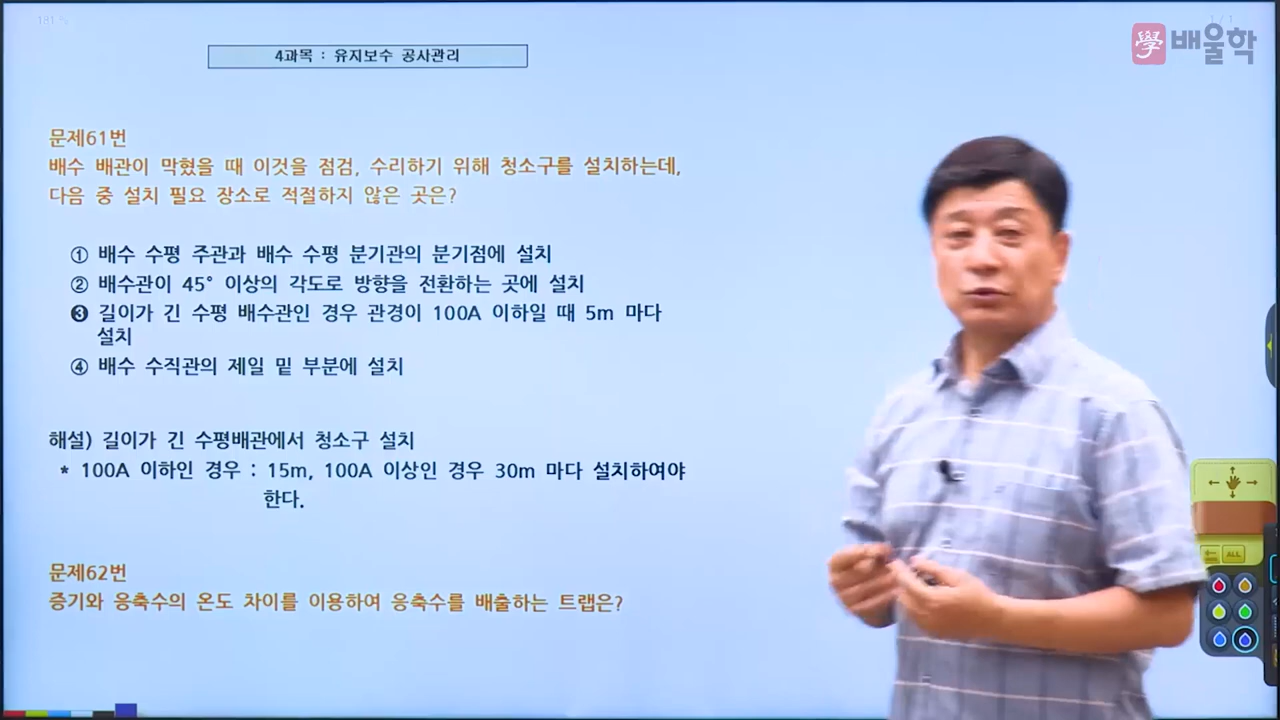 181 %
1 / 1
學 배울학
4과목 : 유지보수 공사관리
문제61번
배수 배관이 막혔을 때 이것을 점검, 수리하기 위해 청소구를 설치하는데,
다음 중 설치 필요 장소로 적절하지 않은 곳은?
① 배수 수평 주관과 배수 수평 분기관의 분기점에 설치
② 배수관이 45° 이상의 각도로 방향을 전환하는 곳에 설치
❸ 길이가 긴 수평 배수관인 경우 관경이 100A 이하일 때 5m 마다
설치
④ 배수 수직관의 제일 밑 부분에 설치
해설) 길이가 긴 수평배관에서 청소구 설치
* 100A 이하인 경우 : 15m, 100A 이상인 경우 30m 마다 설치하여야
한다.
문제62번
증기와 응축수의 온도 차이를 이용하여 응축수를 배출하는 트랩은?
ALL